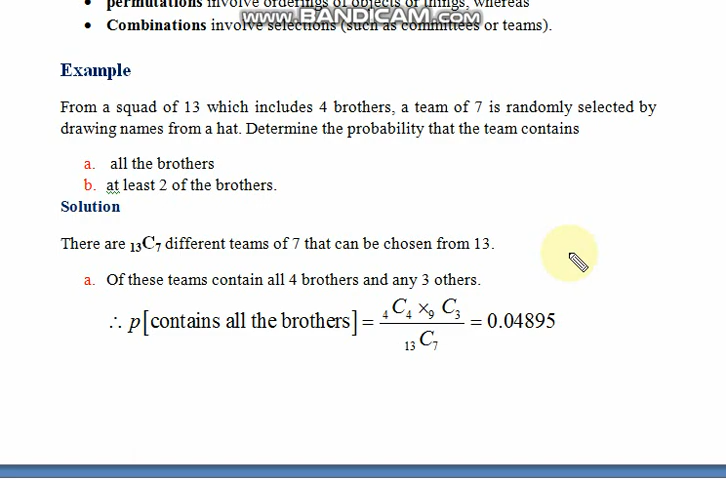 permutations involve orderings of objects or things, whereas
www.BANDICAM.com
• Combinations involve selections (such as committees or teams).
Example
From a squad of 13 which includes 4 brothers, a team of 7 is randomly selected by
drawing names from a hat. Determine the probability that the team contains
a. all the brothers
b. at least 2 of the brothers.
Solution
There are ₁₃C₇ different teams of 7 that can be chosen from 13.
a. Of these teams contain all 4 brothers and any 3 others.
∴ p[contains all the brothers] = ₄C₄ ×₉ C₃ / ₁₃C₇ = 0.04895